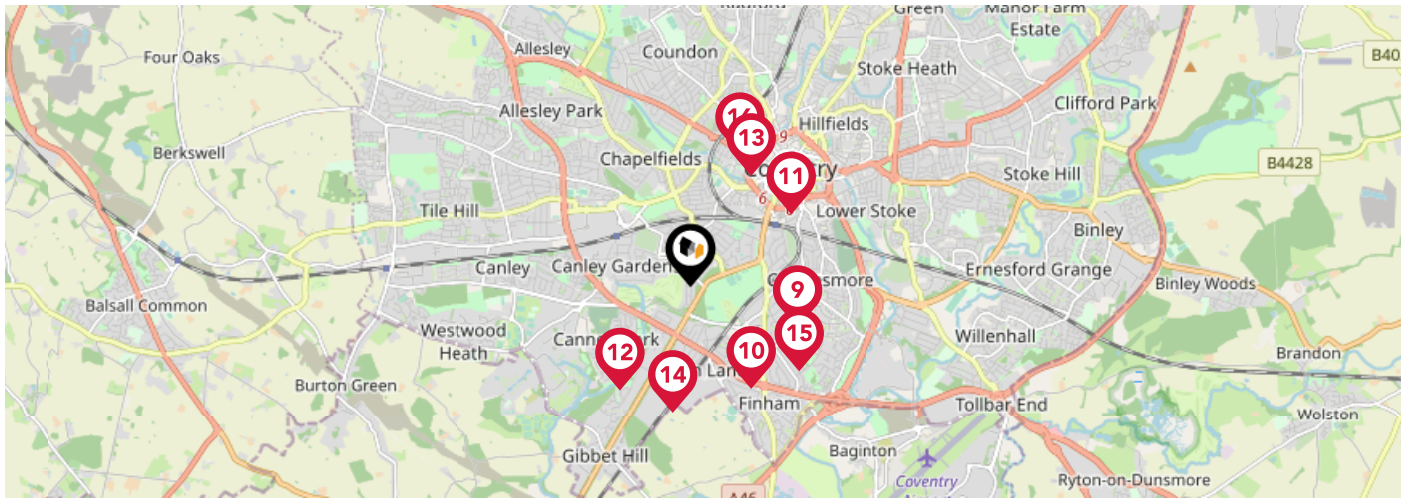 Green
Manor Farm
Estate
Four Oaks
Allesley
Coundon
B40
Stoke Heath
Allesley Park
Clifford Park
Hillfields
9
13
Berkswell
Chapelfields
B4428
11
Stoke Hill
6
Tile Hill
Lower Stoke
Binley
Canley
Ernesford Grange
Binley Woods
9
Balsall Common
Westwood
Heath
Willenhall
15
12
10
Brandon
14
Burton Green
Finham
Tollbar End
Wolston
Baginton
Gibbet Hill
Coventry
Ryton-on-Dunsmore
A46